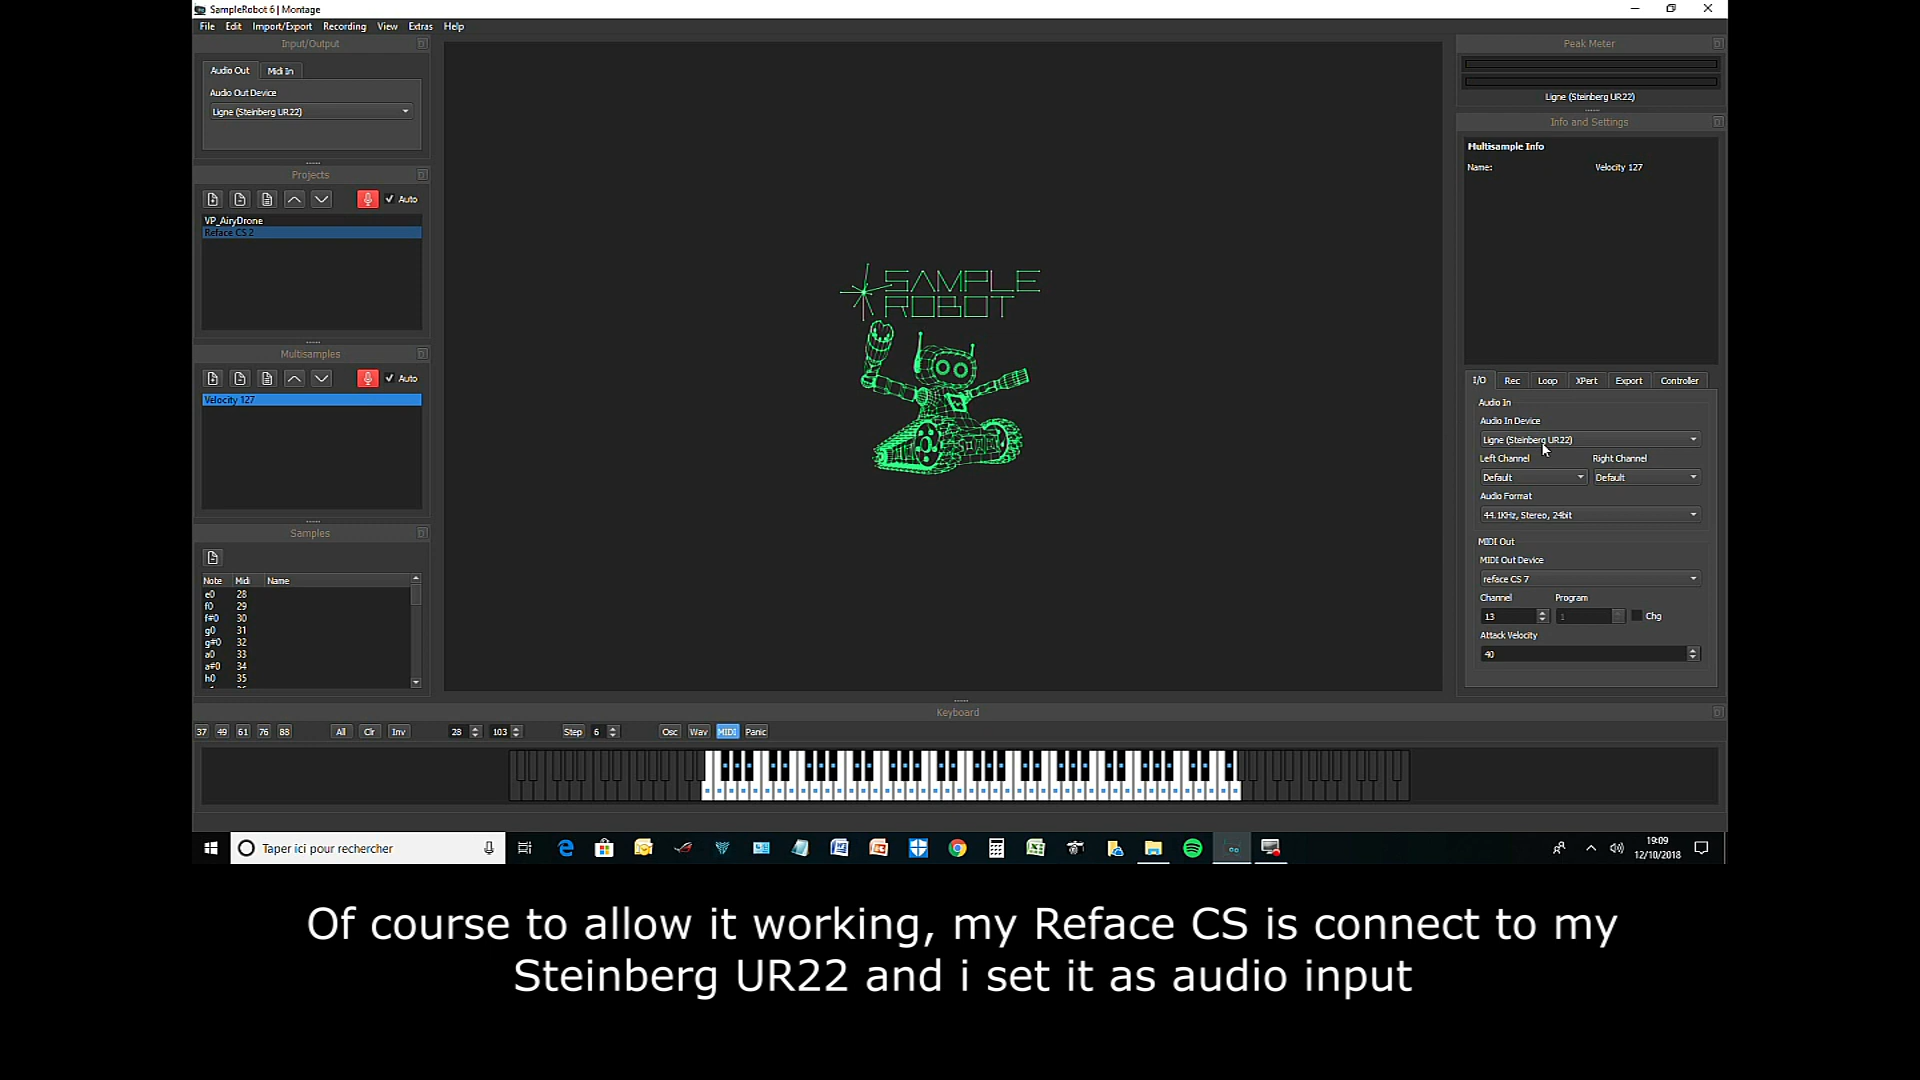 SampleRobot 6 | Montage
File Edit Import/Export Recording View Extras Help
Input/Output
Audio Out Midi In
Audio Out Device
Ligne (Steinberg UR22)
Projects
Auto
VP_AiryDrone
Reface CS 2
Multisamples
Auto
Velocity 127
Samples
Note Midi Name
e0 28
f0 29
f#0 30
g0 31
g#0 32
a0 33
a#0 34
h0 35
SAMPLE
ROBOT
Peak Meter
Ligne (Steinberg UR22)
Info and Settings
Multisample Info
Name: Velocity 127
I/O Rec Loop XPert Export Controller
Audio In
Audio In Device
Ligne (Steinberg UR22)
Left Channel Right Channel
Default Default
Audio Format
44.1KHz, Stereo, 24bit
MIDI Out
MIDI Out Device
reface CS 7
Channel Program
13 1 Chg
Attack Velocity
40
Keyboard
37 49 61 76 88 All Clr Inv 28 103 Step 6 Osc Wav MIDI Panic
Taper ici pour rechercher
19:09
12/10/2018
Of course to allow it working, my Reface CS is connect to my
Steinberg UR22 and i set it as audio input